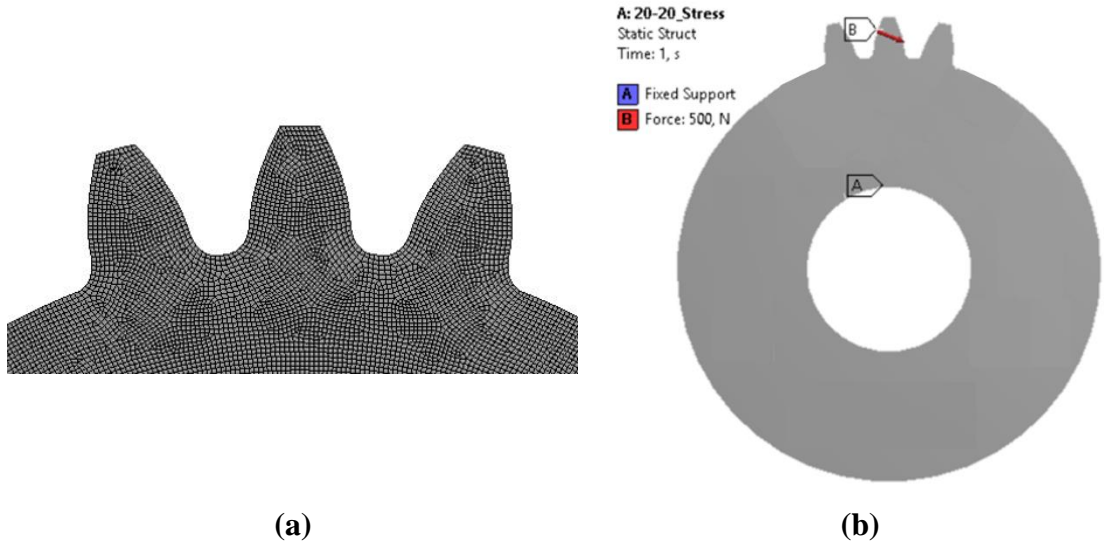 A: 20-20_Stress
Static Struct
Time: 1, s
A Fixed Support
B Force: 500, N
B
A
(a)
(b)